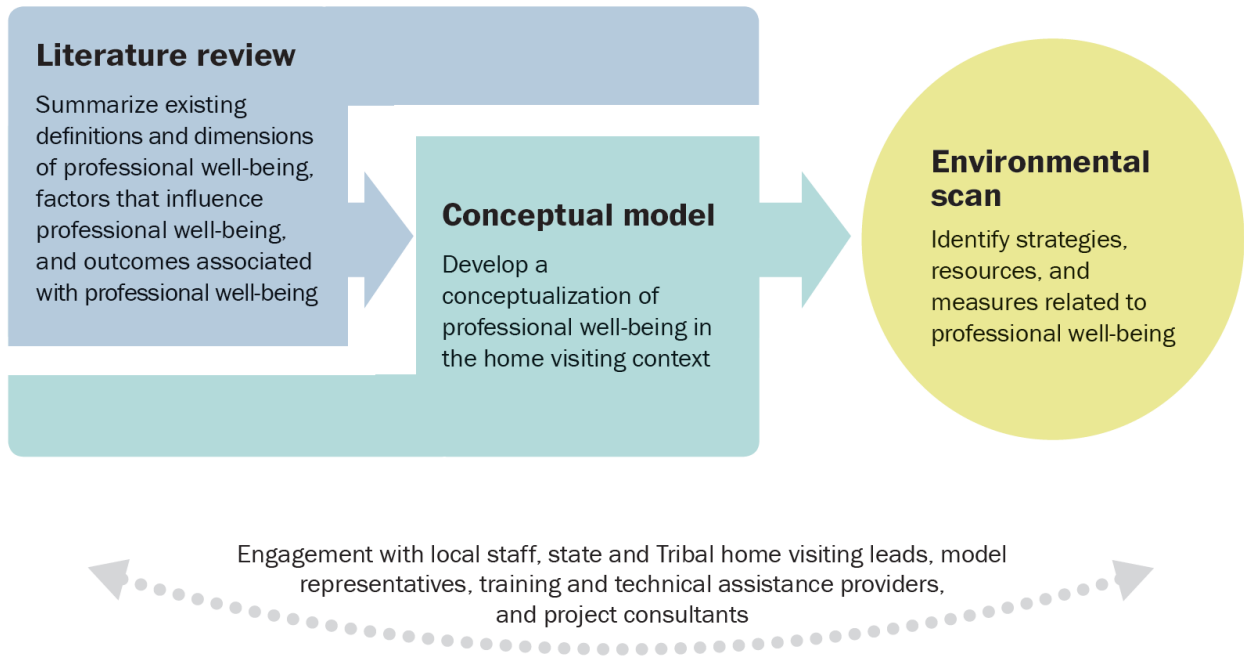 Literature review
Summarize existing
definitions and dimensions
of professional well-being,
factors that influence
professional well-being,
and outcomes associated
with professional well-being
Conceptual model
Develop a
conceptualization of
professional well-being in
the home visiting context
Environmental
scan
Identify strategies,
resources, and
measures related to
professional well-being
Engagement with local staff, state and Tribal home visiting leads, model
representatives, training and technical assistance providers,
and project consultants